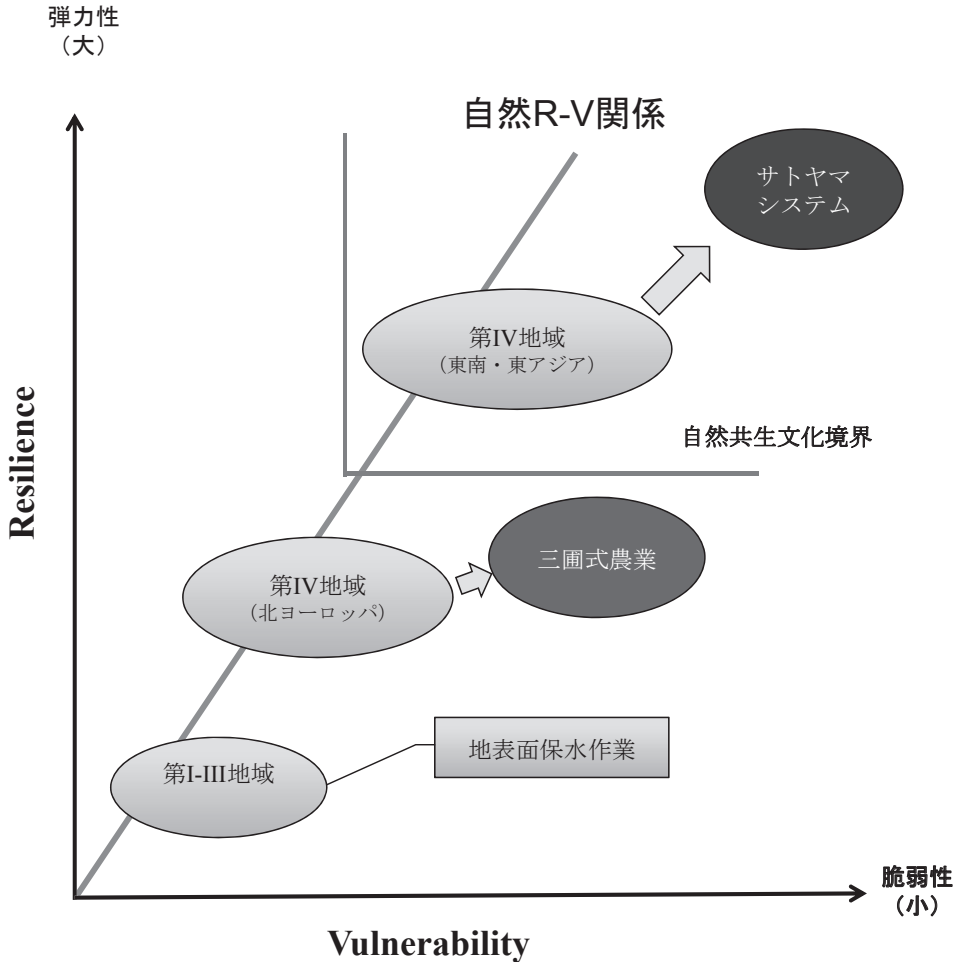 弾力性
（大）
自然R-V関係
サトヤマ
システム
第IV地域
（東南・東アジア）
自然共生文化境界
Resilience
三圃式農業
第IV地域
（北ヨーロッパ）
地表面保水作業
第I-III地域
脆弱性
（小）
Vulnerability